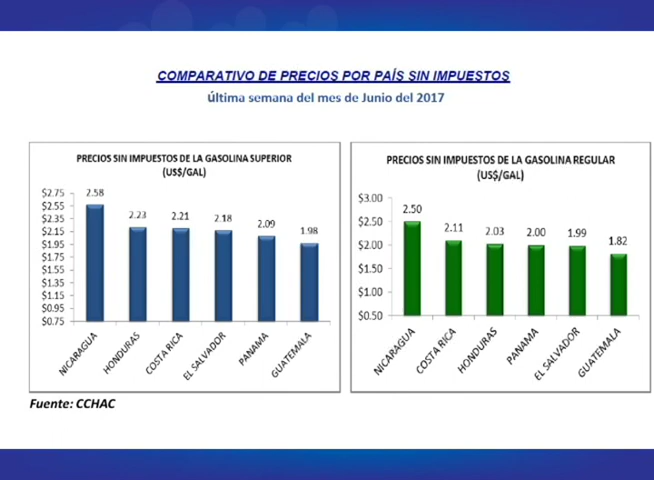 COMPARATIVO DE PRECIOS POR PAÍS SIN IMPUESTOS
última semana del mes de Junio del 2017
PRECIOS SIN IMPUESTOS DE LA GASOLINA SUPERIOR
(US$/GAL)
$2.75
$2.55
$2.35
$2.15
$1.95
$1.75
$1.55
$1.35
$1.15
$0.95
$0.75
2.58
2.23
2.21
2.18
2.09
1.98
NICARAGUA
HONDURAS
COSTA RICA
EL SALVADOR
PANAMA
GUATEMALA
PRECIOS SIN IMPUESTOS DE LA GASOLINA REGULAR
(US$/GAL)
$3.00
$2.50
$2.00
$1.50
$1.00
$0.50
2.50
2.11
2.03
2.00
1.99
1.82
NICARAGUA
COSTA RICA
HONDURAS
PANAMA
EL SALVADOR
GUATEMALA
Fuente: CCHAC